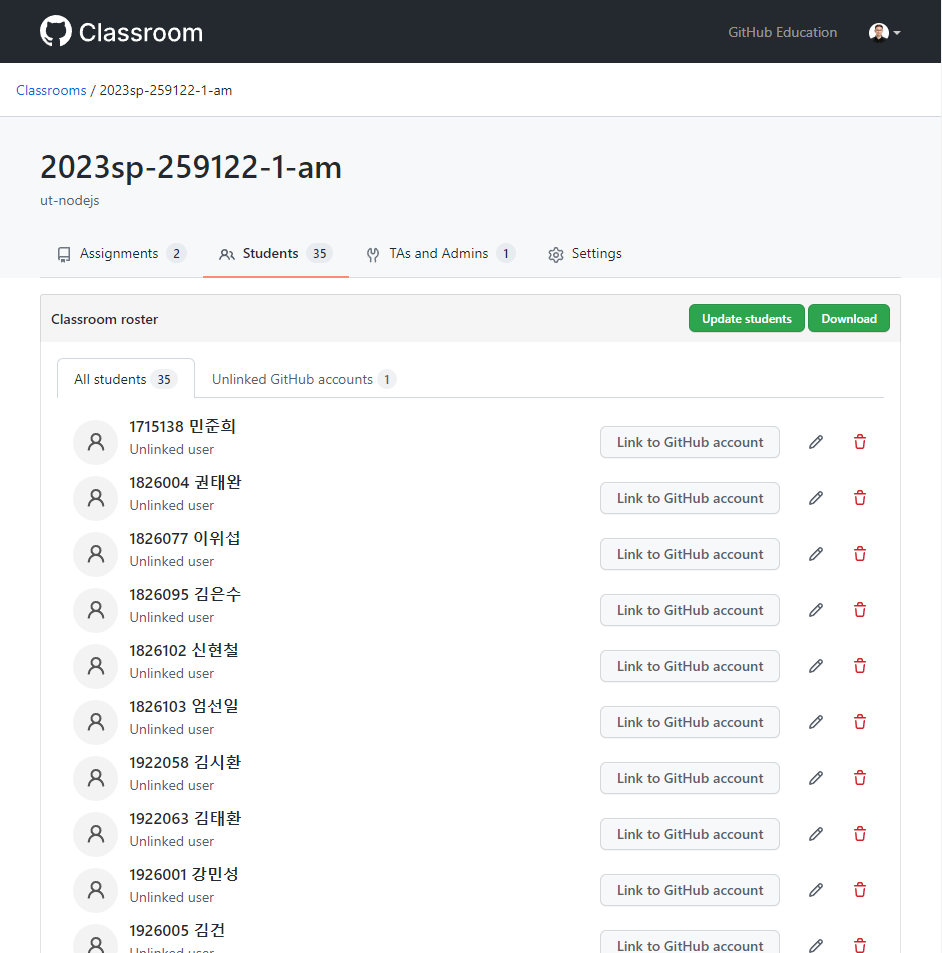 Classroom
GitHub Education
Classrooms / 2023sp-259122-1-am
2023sp-259122-1-am
ut-nodejs
Assignments 2 Students 35 TAs and Admins 1 Settings
Classroom roster Update students Download
All students 35 Unlinked GitHub accounts 1
1715138 민준희
Unlinked user
Link to GitHub account
1826004 권태완
Unlinked user
Link to GitHub account
1826077 이위섭
Unlinked user
Link to GitHub account
1826095 김은수
Unlinked user
Link to GitHub account
1826102 신현철
Unlinked user
Link to GitHub account
1826103 엄선일
Unlinked user
Link to GitHub account
1922058 김시환
Unlinked user
Link to GitHub account
1922063 김태환
Unlinked user
Link to GitHub account
1926001 강민성
Unlinked user
Link to GitHub account
1926005 김건
Unlinked user
Link to GitHub account